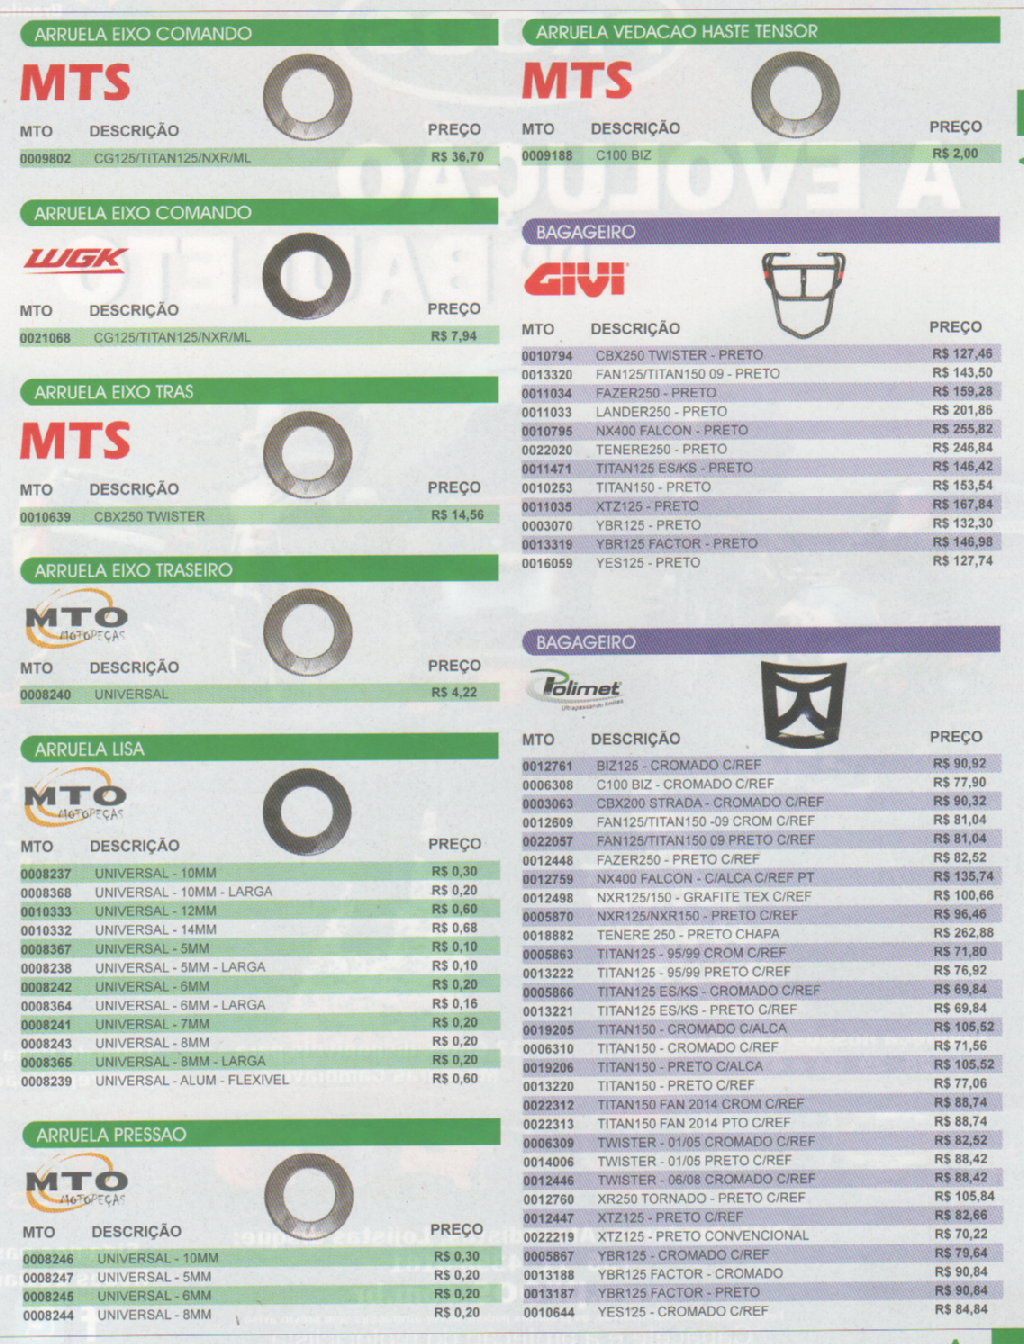 ARRUELA EIXO COMANDO
MTS
MTO DESCRIÇÃO PREÇO
0009802 CG125/TITAN125/NXR/ML R$ 36,70
ARRUELA EIXO COMANDO
WGK
MTO DESCRIÇÃO PREÇO
0021068 CG125/TITAN125/NXR/ML R$ 7,94
ARRUELA EIXO TRAS
MTS
MTO DESCRIÇÃO PREÇO
0010639 CBX250 TWISTER R$ 14,56
ARRUELA EIXO TRASEIRO
MTO
MOTOPEÇAS
MTO DESCRIÇÃO PREÇO
0008240 UNIVERSAL R$ 4,22
ARRUELA LISA
MTO
MOTOPEÇAS
MTO DESCRIÇÃO PREÇO
0008237 UNIVERSAL - 10MM R$ 0,30
0008368 UNIVERSAL - 10MM - LARGA R$ 0,20
0010333 UNIVERSAL - 12MM R$ 0,60
0010332 UNIVERSAL - 14MM R$ 0,68
0008367 UNIVERSAL - 5MM R$ 0,10
0008238 UNIVERSAL - 5MM - LARGA R$ 0,10
0008242 UNIVERSAL - 6MM R$ 0,20
0008364 UNIVERSAL - 6MM - LARGA R$ 0,16
0008241 UNIVERSAL - 7MM R$ 0,20
0008243 UNIVERSAL - 8MM R$ 0,20
0008365 UNIVERSAL - 8MM - LARGA R$ 0,20
0008239 UNIVERSAL - ALUM - FLEXIVEL R$ 0,60
ARRUELA PRESSAO
MTO
MOTOPEÇAS
MTO DESCRIÇÃO PREÇO
0008246 UNIVERSAL - 10MM R$ 0,30
0008247 UNIVERSAL - 5MM R$ 0,20
0008245 UNIVERSAL - 6MM R$ 0,20
0008244 UNIVERSAL - 8MM R$ 0,20
ARRUELA VEDACAO HASTE TENSOR
MTS
MTO DESCRIÇÃO PREÇO
0009188 C100 BIZ R$ 2,00
BAGAGEIRO
GIVI
MTO DESCRIÇÃO PREÇO
0010794 CBX250 TWISTER - PRETO R$ 127,46
0013320 FAN125/TITAN150 09 - PRETO R$ 143,50
0011034 FAZER250 - PRETO R$ 159,28
0011033 LANDER250 - PRETO R$ 201,86
0010795 NX400 FALCON - PRETO R$ 255,82
0022020 TENERE250 - PRETO R$ 246,84
0011471 TITAN125 ES/KS - PRETO R$ 146,42
0010253 TITAN150 - PRETO R$ 153,54
0011035 XTZ125 - PRETO R$ 167,84
0003070 YBR125 - PRETO R$ 132,30
0013319 YBR125 FACTOR - PRETO R$ 146,98
0016059 YES125 - PRETO R$ 127,74
BAGAGEIRO
Polimet
MTO DESCRIÇÃO PREÇO
0012761 BIZ125 - CROMADO C/REF R$ 90,92
0006308 C100 BIZ - CROMADO C/REF R$ 77,90
0003063 CBX200 STRADA - CROMADO C/REF R$ 90,32
0012609 FAN125/TITAN150 -09 CROM C/REF R$ 81,04
0022057 FAN125/TITAN150 09 PRETO C/REF R$ 81,04
0012448 FAZER250 - PRETO C/REF R$ 82,52
0012759 NX400 FALCON - C/ALCA C/REF PT R$ 135,74
0012498 NXR125/150 - GRAFITE TEX C/REF R$ 100,66
0005870 NXR125/NXR150 - PRETO C/REF R$ 96,46
0018882 TENERE 250 - PRETO CHAPA R$ 262,88
0005863 TITAN125 - 95/99 CROM C/REF R$ 71,80
0013222 TITAN125 - 95/99 PRETO C/REF R$ 76,92
0005866 TITAN125 ES/KS - CROMADO C/REF R$ 69,84
0013221 TITAN125 ES/KS - PRETO C/REF R$ 69,84
0019205 TITAN150 - CROMADO C/ALCA R$ 105,52
0006310 TITAN150 - CROMADO C/REF R$ 71,56
0019206 TITAN150 - PRETO C/ALCA R$ 105,52
0013220 TITAN150 - PRETO C/REF R$ 77,06
0022312 TITAN150 FAN 2014 CROM C/REF R$ 88,74
0022313 TITAN150 FAN 2014 PTO C/REF R$ 88,74
0006309 TWISTER - 01/05 CROMADO C/REF R$ 82,52
0014006 TWISTER - 01/05 PRETO C/REF R$ 88,42
0012446 TWISTER - 06/08 CROMADO C/REF R$ 88,42
0012760 XR250 TORNADO - PRETO C/REF R$ 105,84
0012447 XTZ125 - PRETO C/REF R$ 82,66
0022219 XTZ125 - PRETO CONVENCIONAL R$ 70,22
0005867 YBR125 - CROMADO C/REF R$ 79,64
0013188 YBR125 FACTOR - CROMADO R$ 90,84
0013187 YBR125 FACTOR - PRETO R$ 90,84
0010644 YES125 - CROMADO C/REF R$ 84,84